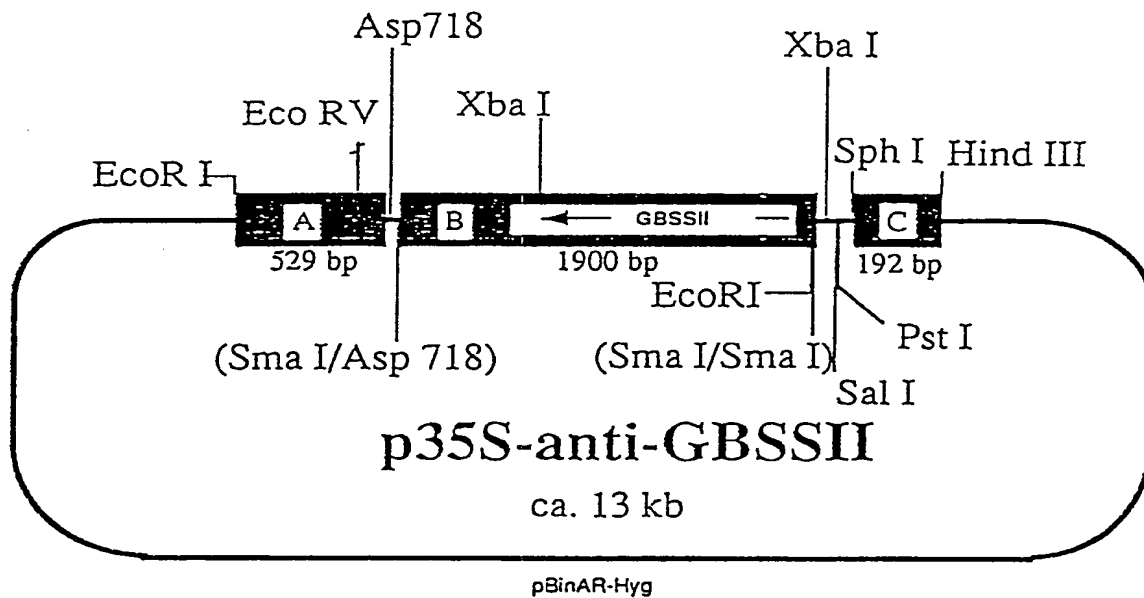 Asp718
Xba I
Eco RV
Xba I
EcoR I
Sph I
Hind III
A
B
GBSSII
C
529 bp
1900 bp
192 bp
EcoRI
(Sma I/Asp 718)
(Sma I/Sma I)
Pst I
Sal I
p35S-anti-GBSSII
ca. 13 kb
pBinAR-Hyg